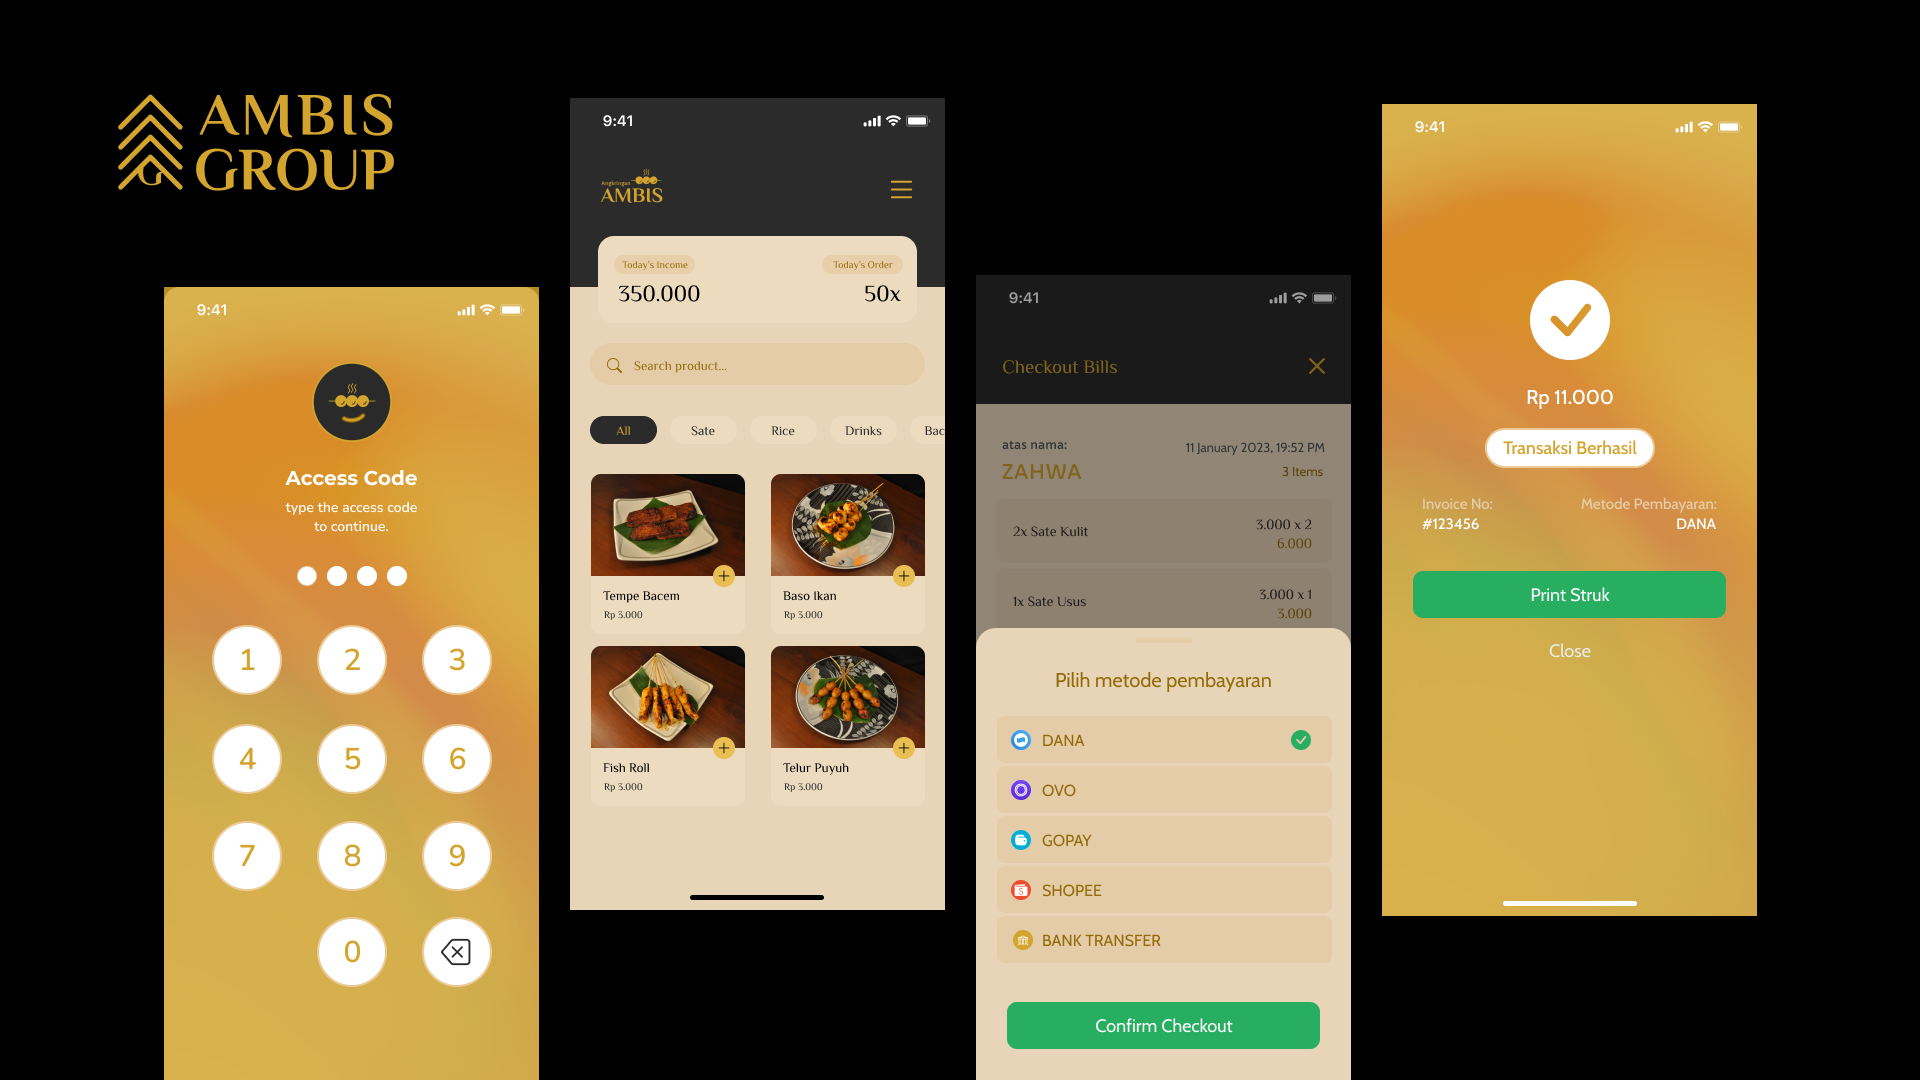 AMBIS
GROUP
9:41
Access Code
type the access code
to continue.
1
2
3
4
5
6
7
8
9
0
9:41
Angkringan
AMBIS
Today's Income
Today's Order
350.000
50x
Search product...
All
Sate
Rice
Drinks
Bac
Tempe Bacem
Rp 3.000
Baso Ikan
Rp 3.000
Fish Roll
Rp 3.000
Telur Puyuh
Rp 3.000
9:41
Checkout Bills
atas nama:
11 January 2023, 19:52 PM
ZAHWA
3 Items
2x Sate Kulit
3.000 x 2
6.000
1x Sate Usus
3.000 x 1
3.000
Pilih metode pembayaran
DANA
OVO
GOPAY
SHOPEE
BANK TRANSFER
Confirm Checkout
9:41
Rp 11.000
Transaksi Berhasil
Invoice No:
Metode Pembayaran:
#123456
DANA
Print Struk
Close